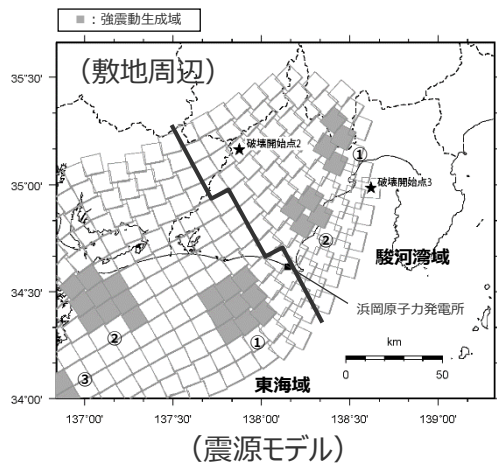 ■：強震動生成域
（敷地周辺）
35°30'
35°00'
34°30'
34°00'
破壊開始点2
①
破壊開始点3
②
駿河湾域
浜岡原子力発電所
②
①
③
km
0 50
東海域
137°00' 137°30' 138°00' 138°30' 139°00'
（震源モデル）